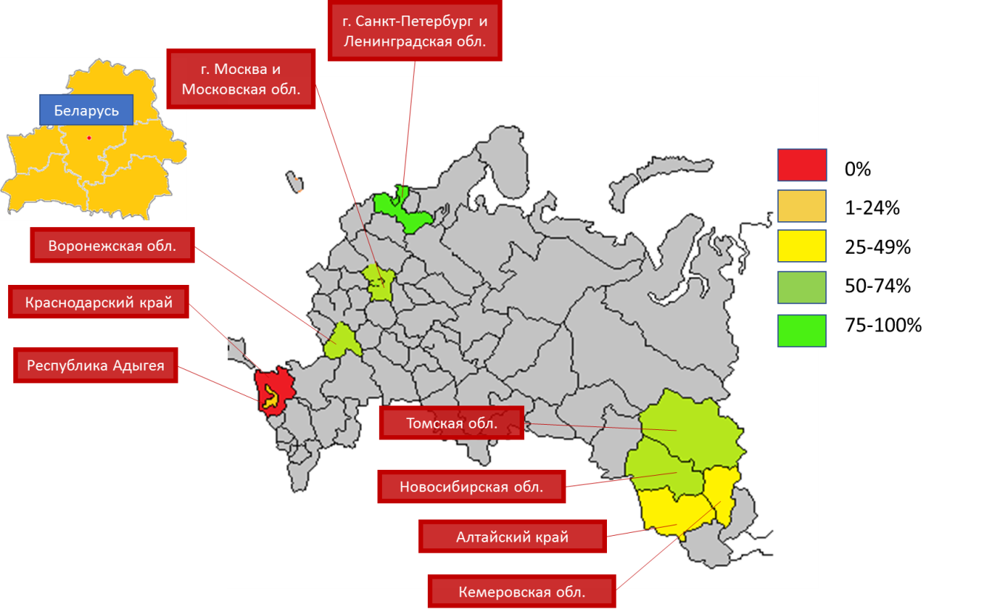 г. Санкт-Петербург и
Ленинградская обл.
г. Москва и
Московская обл.
Беларусь
Воронежская обл.
Краснодарский край
Республика Адыгея
Томская обл.
Новосибирская обл.
Алтайский край
Кемеровская обл.
0%
1-24%
25-49%
50-74%
75-100%